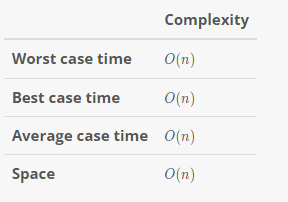 Complexity
Worst case time O(n)
Best case time O(n)
Average case time O(n)
Space O(n)